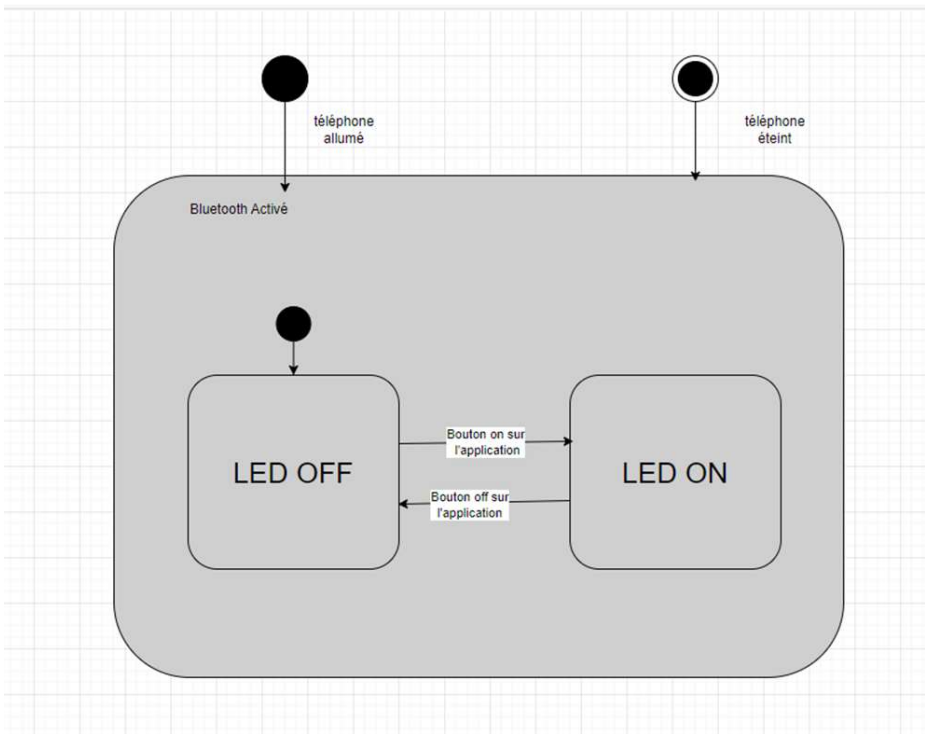 téléphone
allumé
téléphone
éteint
Bluetooth Activé
Bouton on sur
l'application
LED OFF
LED ON
Bouton off sur
l'application